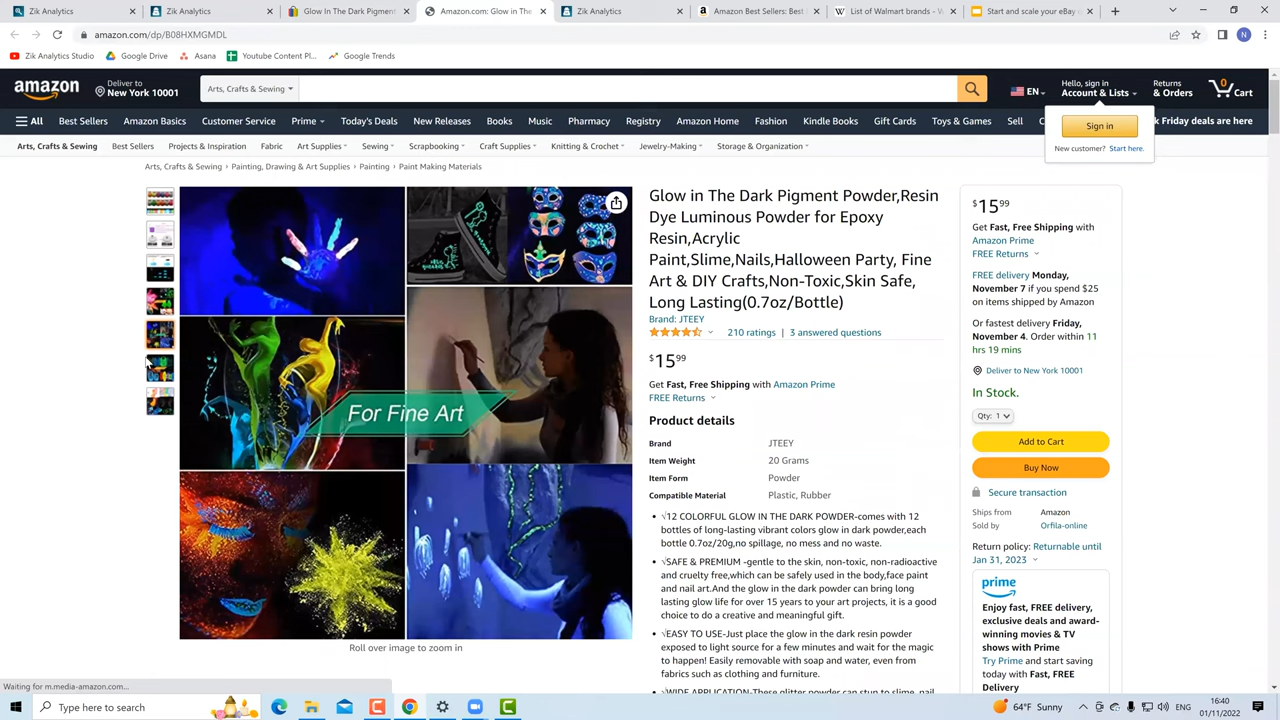 Zik Analytics
Zik Analytics
Glow In The Dark Pigment
Amazon.com: Glow in The
Zik Analytics
Amazon Best Sellers: Best
List of Walmart brands - W
Start and scale your eBay
amazon.com/dp/B08HXMGMDL
N
Zik Analytics Studio
Google Drive
Asana
Youtube Content Pl...
Google Trends
amazon
Deliver to
New York 10001
Arts, Crafts & Sewing
EN
Hello, sign in
Account & Lists
Returns
& Orders
0
Cart
All
Best Sellers
Amazon Basics
Customer Service
Prime
Today's Deals
New Releases
Books
Music
Pharmacy
Registry
Amazon Home
Fashion
Kindle Books
Toys & Games
Sell
k Friday deals are here
Sign in
New customer? Start here.
Arts, Crafts & Sewing
Best Sellers
Projects & Inspiration
Fabric
Art Supplies
Sewing
Scrapbooking
Craft Supplies
Knitting & Crochet
Jewelry-Making
Storage & Organization
Arts, Crafts & Sewing › Painting, Drawing & Art Supplies › Painting › Paint Making Materials
For Fine Art
Roll over image to zoom in
Glow in The Dark Pigment Powder,Resin
Dye Luminous Powder for Epoxy
Resin,Acrylic
Paint,Slime,Nails,Halloween Party, Fine
Art & DIY Crafts,Non-Toxic,Skin Safe,
Long Lasting(0.7oz/Bottle)
Brand: JTEEY
210 ratings | 3 answered questions
$1599
Get Fast, Free Shipping with Amazon Prime
FREE Returns
Product details
Brand JTEEY
Item Weight 20 Grams
Item Form Powder
Compatible Material Plastic, Rubber
• √12 COLORFUL GLOW IN THE DARK POWDER-comes with 12
bottles of long-lasting vibrant colors glow in dark powder,each
bottle 0.7oz/20g,no spillage, no mess and no waste.
• √SAFE & PREMIUM -gentle to the skin, non-toxic, non-radioactive
and cruelty free,which can be safely used in the body,face paint
and nail art.And the glow in the dark powder can bring long
lasting glow life for over 15 years to your art projects, it is a good
choice to do a creative and meaningful gift.
• √EASY TO USE-Just place the glow in the dark resin powder
exposed to light source for a few minutes and wait for the magic
to happen! Easily removable with soap and water, even from
fabrics such as clothing and furniture.
• √WIDE APPLICATION-These glitter powder can stun to slime, nail
$1599
Get Fast, Free Shipping with
Amazon Prime
FREE Returns
FREE delivery Monday,
November 7 if you spend $25
on items shipped by Amazon
Or fastest delivery Friday,
November 4. Order within 11
hrs 19 mins
Deliver to New York 10001
In Stock.
Qty: 1
Add to Cart
Buy Now
Secure transaction
Ships from Amazon
Sold by Orfila-online
Return policy: Returnable until
Jan 31, 2023
prime
Enjoy fast, FREE delivery,
exclusive deals and award-
winning movies & TV
shows with Prime
Try Prime and start saving
today with Fast, FREE
Delivery
Waiting for m.media-amazon.com...
Type here to search
64°F Sunny
ENG
16:40
01/11/2022